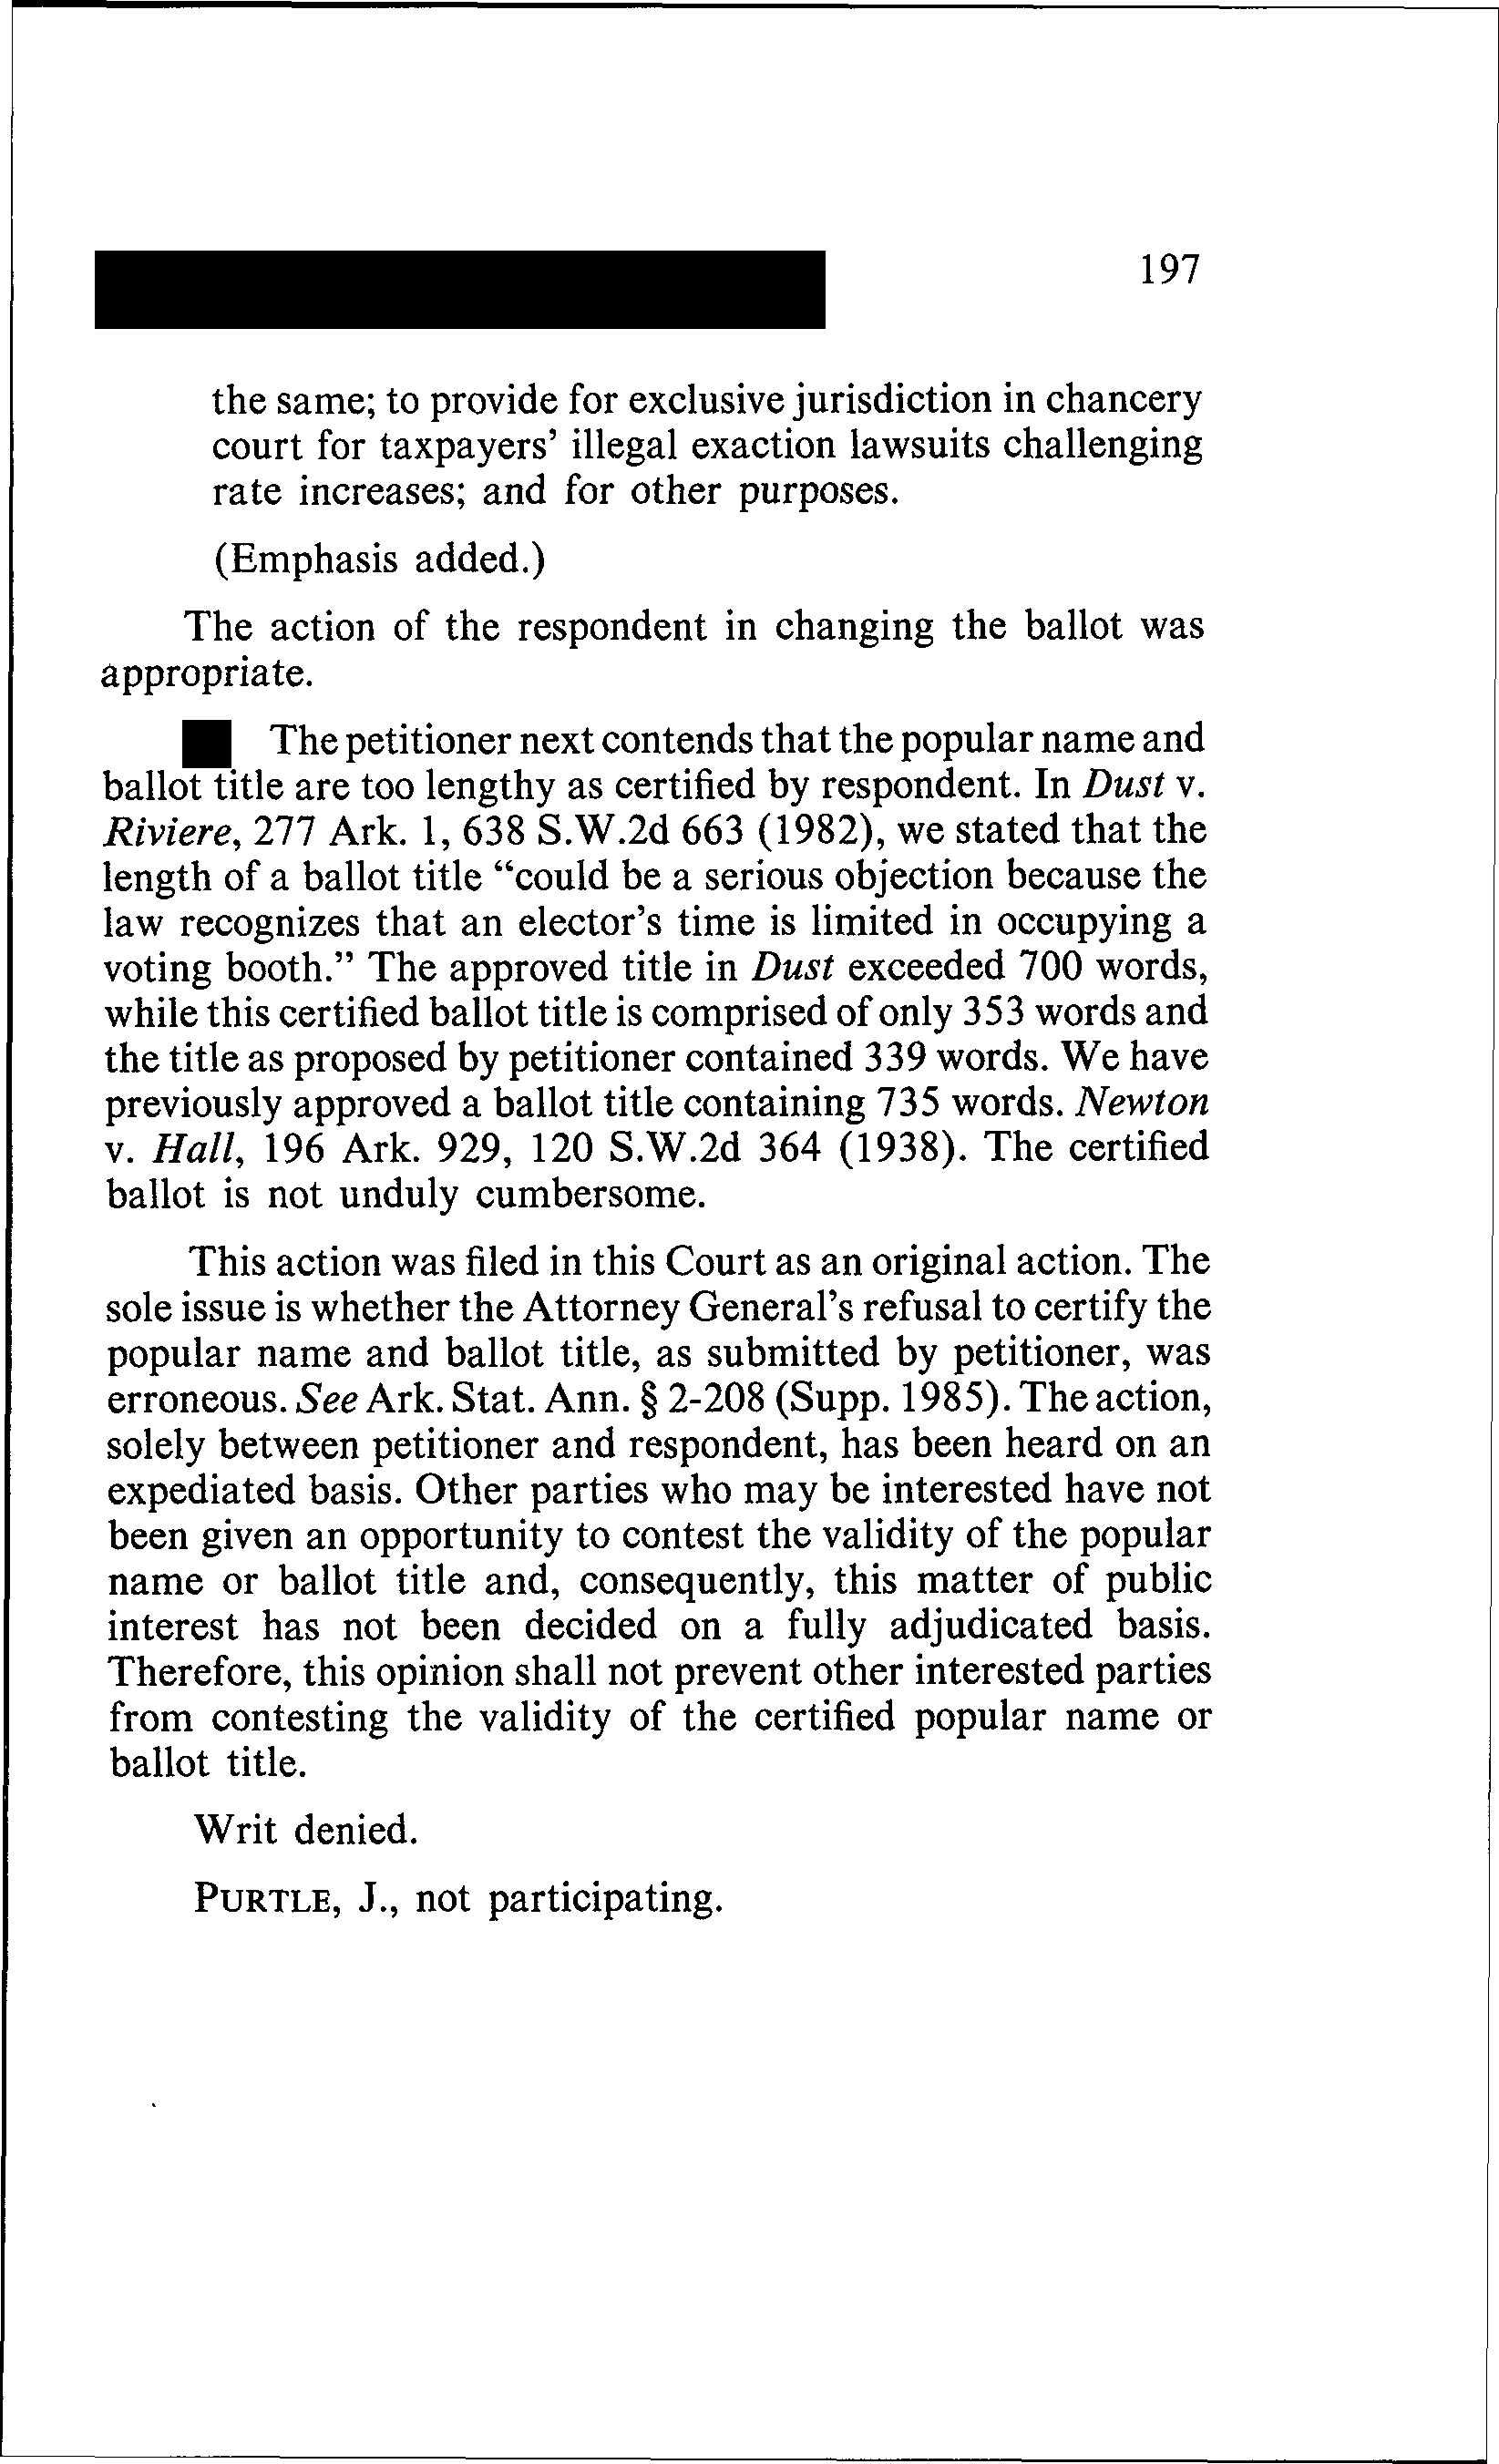 197
the same; to provide for exclusive jurisdiction in chancery
court for taxpayers’ illegal exaction lawsuits challenging
rate increases; and for other purposes.
(Emphasis added.)
The action of the respondent in changing the ballot was
appropriate.
The petitioner next contends that the popular name and
ballot title are too lengthy as certified by respondent. In Dust v.
Riviere, 277 Ark. 1, 638 S.W.2d 663 (1982), we stated that the
length of a ballot title “could be a serious objection because the
law recognizes that an elector’s time is limited in occupying a
voting booth.” The approved title in Dust exceeded 700 words,
while this certified ballot title is comprised of only 353 words and
the title as proposed by petitioner contained 339 words. We have
previously approved a ballot title containing 735 words. Newton
v. Hall, 196 Ark. 929, 120 S.W.2d 364 (1938). The certified
ballot is not unduly cumbersome.
This action was filed in this Court as an original action. The
sole issue is whether the Attorney General’s refusal to certify the
popular name and ballot title, as submitted by petitioner, was
erroneous. See Ark. Stat. Ann. § 2-208 (Supp. 1985). The action,
solely between petitioner and respondent, has been heard on an
expediated basis. Other parties who may be interested have not
been given an opportunity to contest the validity of the popular
name or ballot title and, consequently, this matter of public
interest has not been decided on a fully adjudicated basis.
Therefore, this opinion shall not prevent other interested parties
from contesting the validity of the certified popular name or
ballot title.
Writ denied.
PURTLE, J., not participating.